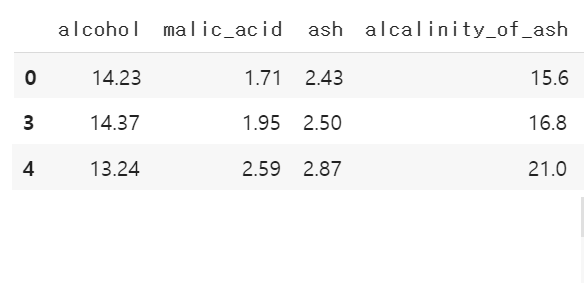 alcohol malic_acid ash alcalinity_of_ash
0 14.23 1.71 2.43 15.6
3 14.37 1.95 2.50 16.8
4 13.24 2.59 2.87 21.0